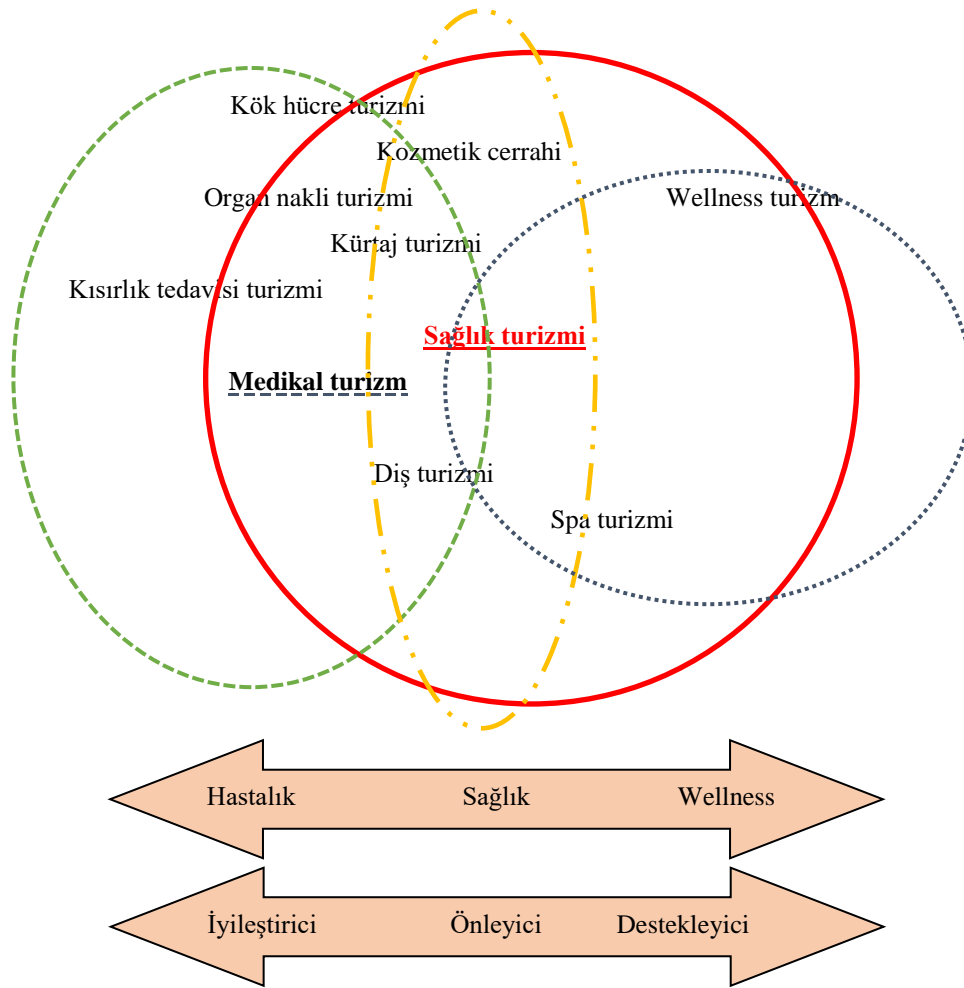 Kök hücre turizmi
Kozmetik cerrahi
Organ nakli turizmi
Wellness turizm
Kürtaj turizmi
Kısırlık tedavisi turizmi
Sağlık turizmi
Medikal turizm
Diş turizmi
Spa turizmi
Hastalık Sağlık Wellness
İyileştirici Önleyici Destekleyici